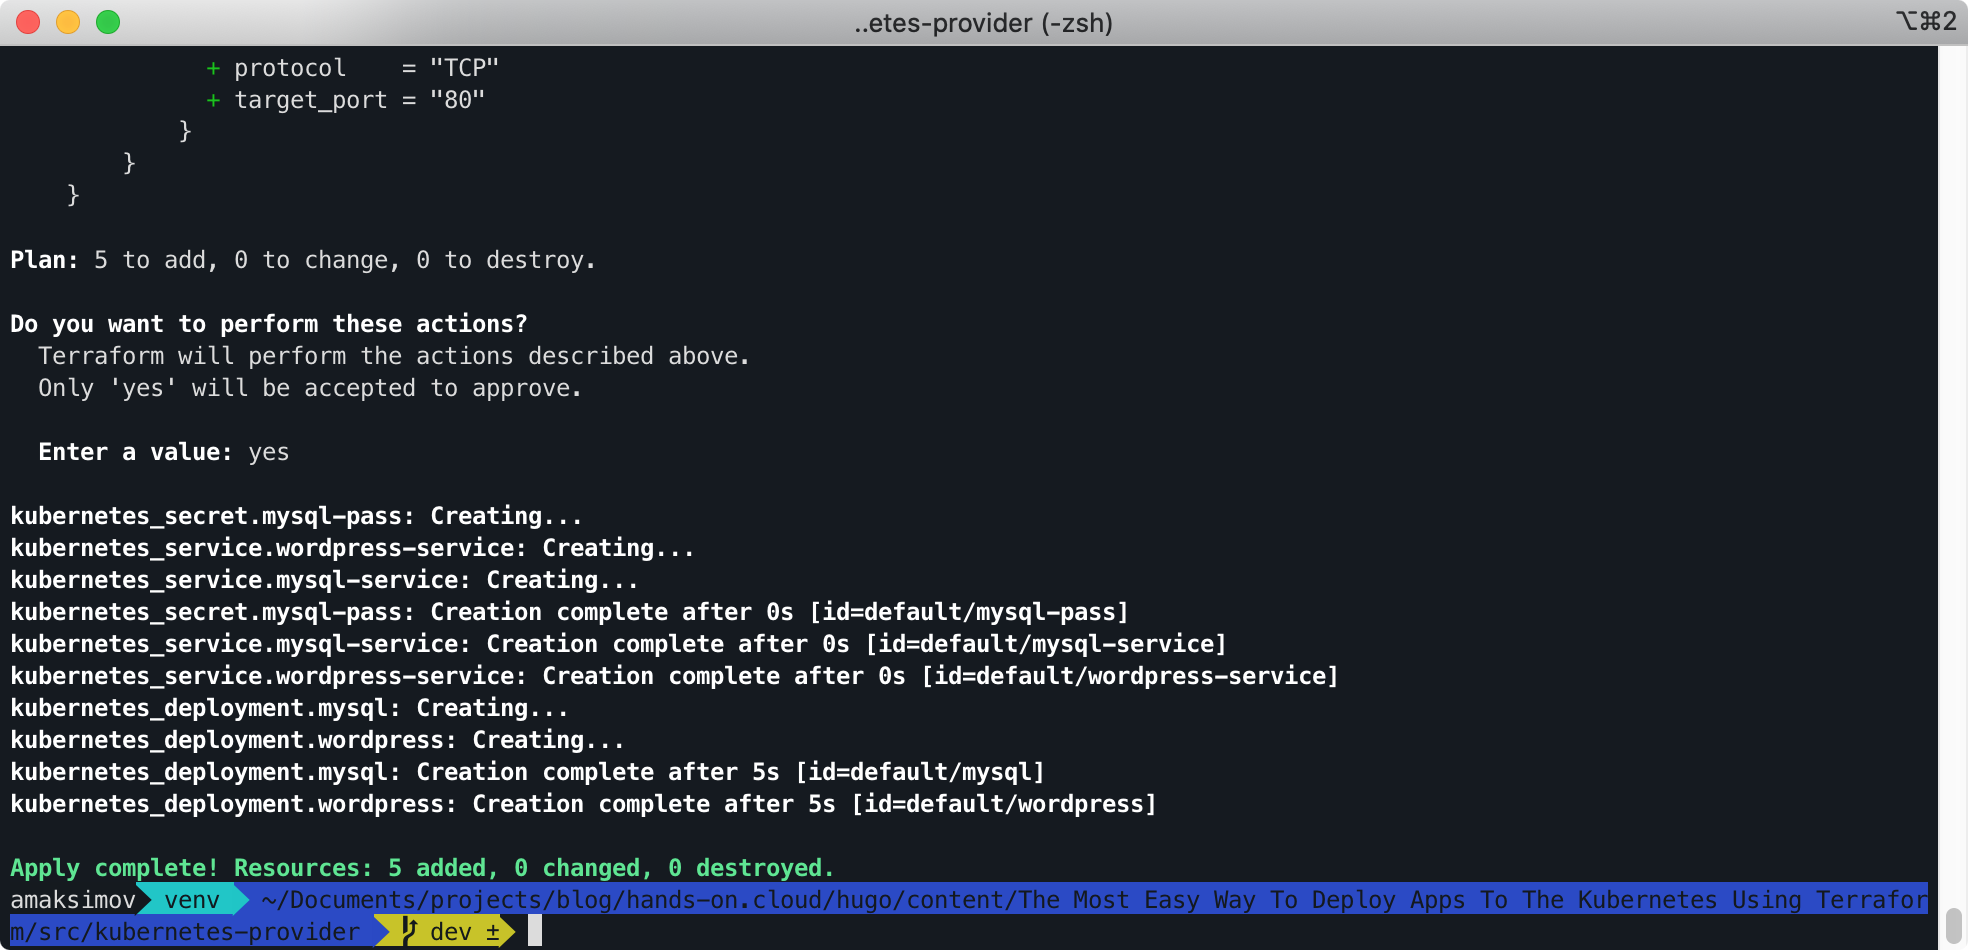 ..etes-provider (-zsh)
⌥⌘2
+ protocol    = "TCP"
+ target_port = "80"
}
}
}
Plan: 5 to add, 0 to change, 0 to destroy.
Do you want to perform these actions?
Terraform will perform the actions described above.
Only 'yes' will be accepted to approve.
Enter a value: yes
kubernetes_secret.mysql-pass: Creating...
kubernetes_service.wordpress-service: Creating...
kubernetes_service.mysql-service: Creating...
kubernetes_secret.mysql-pass: Creation complete after 0s [id=default/mysql-pass]
kubernetes_service.mysql-service: Creation complete after 0s [id=default/mysql-service]
kubernetes_service.wordpress-service: Creation complete after 0s [id=default/wordpress-service]
kubernetes_deployment.mysql: Creating...
kubernetes_deployment.wordpress: Creating...
kubernetes_deployment.mysql: Creation complete after 5s [id=default/mysql]
kubernetes_deployment.wordpress: Creation complete after 5s [id=default/wordpress]
Apply complete! Resources: 5 added, 0 changed, 0 destroyed.
amaksimov venv ~/Documents/projects/blog/hands-on.cloud/hugo/content/The Most Easy Way To Deploy Apps To The Kubernetes Using Terrafor
m/src/kubernetes-provider dev ±